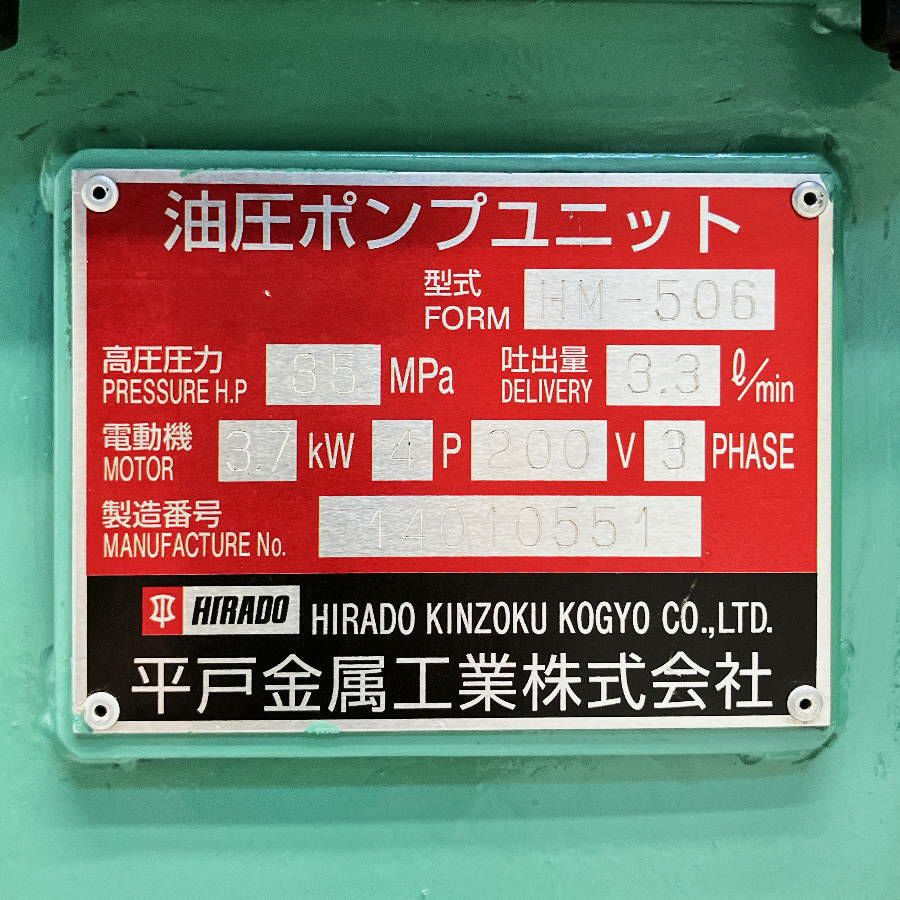 油圧ポンプユニット
型式 FORM HM-506
高圧圧力 PRESSURE H.P 35 MPa 吐出量 DELIVERY 3.3 ℓ/min
電動機 MOTOR 3.7 kW 4 P 200 V 3 PHASE
製造番号 MANUFACTURE No. 14010551
HIRADO HIRADO KINZOKU KOGYO CO.,LTD.
平戸金属工業株式会社